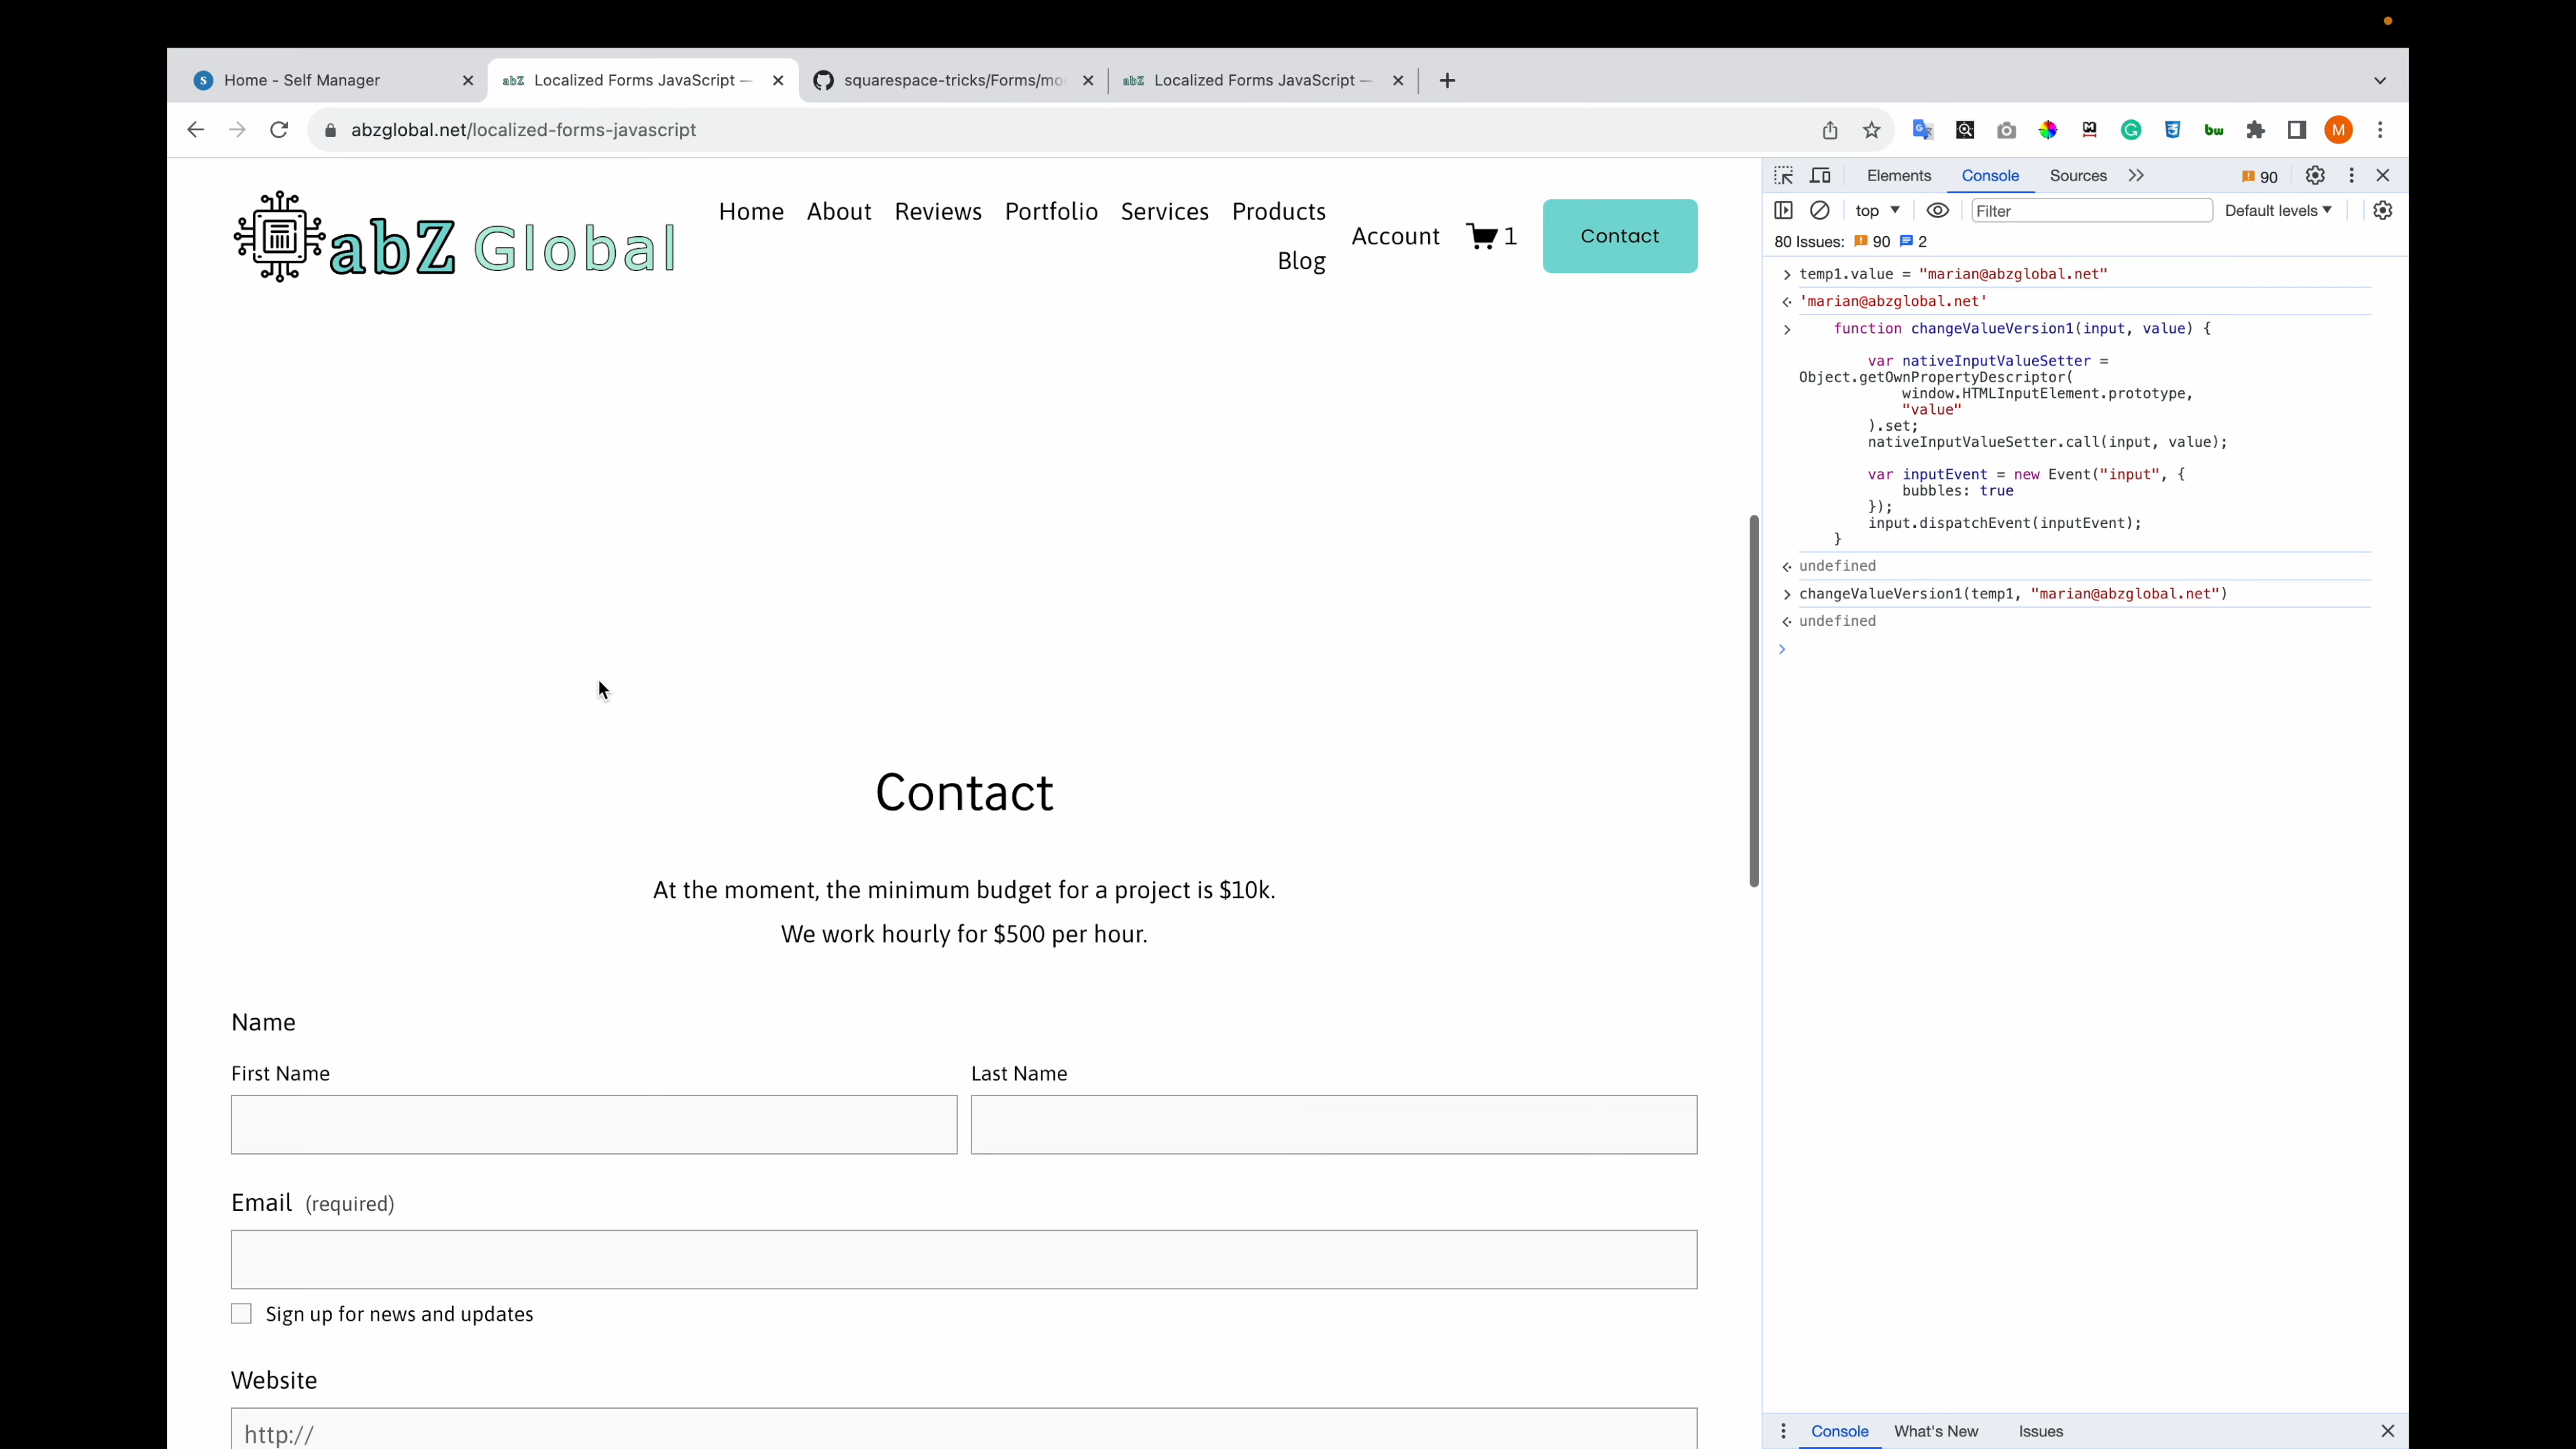 Home - Self Manager
abZ Localized Forms JavaScript —
squarespace-tricks/Forms/mo
abZ Localized Forms JavaScript —
abzglobal.net/localized-forms-javascript
bw
M
abZ Global
Home About Reviews Portfolio Services Products
Blog
Account
1
Contact
Contact
At the moment, the minimum budget for a project is $10k.
We work hourly for $500 per hour.
Name
First Name
Last Name
Email (required)
Sign up for news and updates
Website
http://
Elements Console Sources
90
top
Filter
Default levels
80 Issues: 90 2
temp1.value = "marian@abzglobal.net"
'marian@abzglobal.net'
function changeValueVersion1(input, value) {
var nativeInputValueSetter =
Object.getOwnPropertyDescriptor(
window.HTMLInputElement.prototype,
"value"
).set;
nativeInputValueSetter.call(input, value);
var inputEvent = new Event("input", {
bubbles: true
});
input.dispatchEvent(inputEvent);
}
undefined
changeValueVersion1(temp1, "marian@abzglobal.net")
undefined
Console What's New Issues